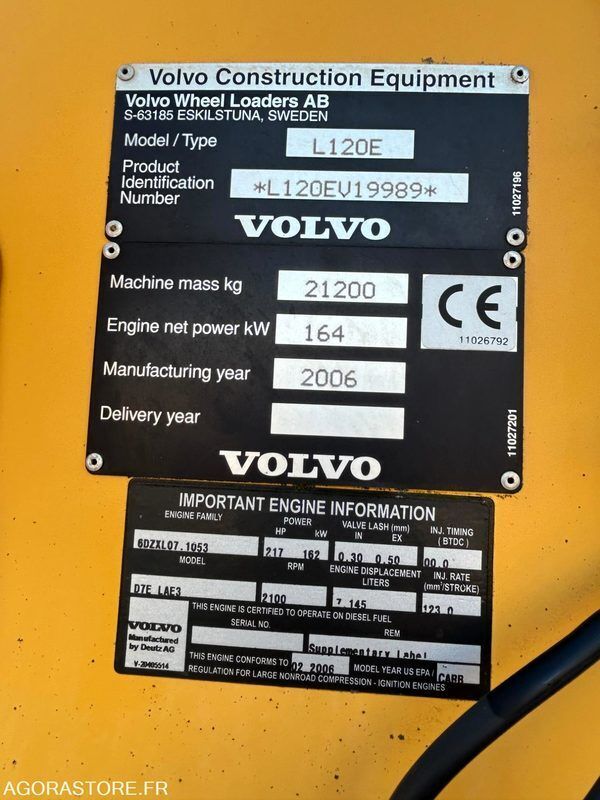 Volvo Construction Equipment
Volvo Wheel Loaders AB
S-63185 ESKILSTUNA, SWEDEN
Model / Type L120E
Product
Identification
Number *L120EV19989*
11027196
VOLVO
Machine mass kg 21200
Engine net power kW 164
CE
11026792
Manufacturing year 2006
Delivery year
11027201
VOLVO
IMPORTANT ENGINE INFORMATION
ENIGINE FAMILY POWER VALVE LASH (mm) INJ. TIMING
HP kW IN EX (BTDC)
6DZXL07.1053 217 162 0.30 0.50 00.0
MODEL RPM ENGINE DISPLACEMENT INJ. RATE
LITERS (mm³/STROKE)
D7E LAE3 2100 7.145 123.0
THIS ENGINE IS CERTIFIED TO OPERATE ON DIESEL FUEL
SERIAL NO. REM
Supplementary Label
VOLVO
Manufactured
by Deutz AG
V-20405514
THIS ENGINE CONFORMS TO 02 2006 MODEL YEAR US EPA / CARB
REGULATION FOR LARGE NONROAD COMPRESSION - IGNITION ENGINES
AGORASTORE.FR